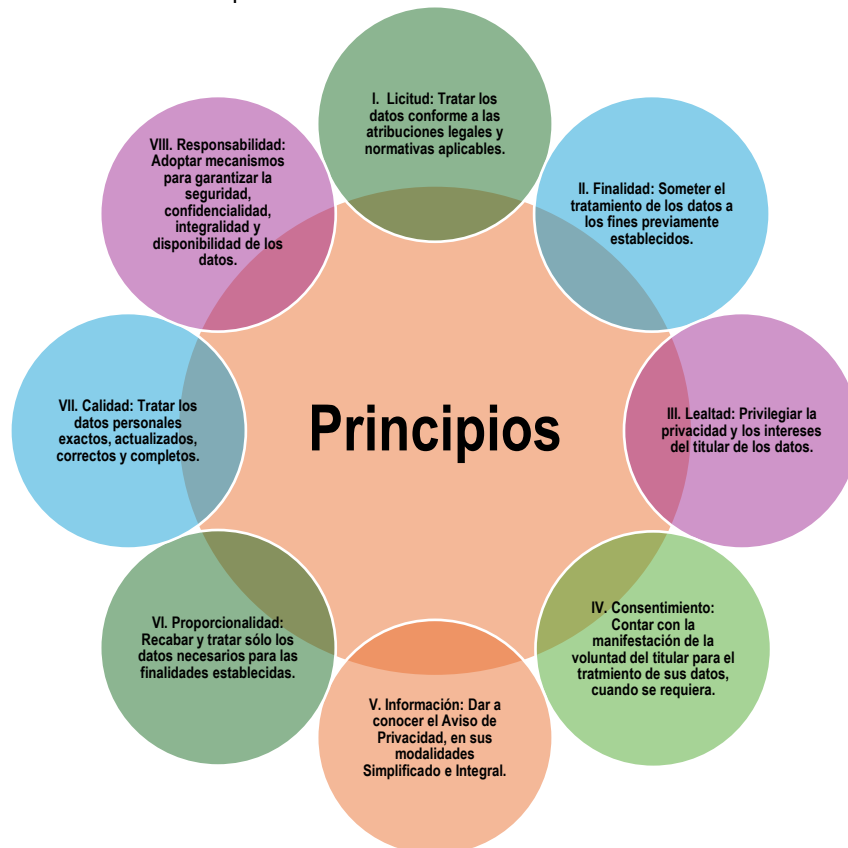 I. Licitud: Tratar los
datos conforme a las
atribuciones legales y
normativas aplicables.
II. Finalidad: Someter el
tratamiento de los datos a
los fines previamente
establecidos.
III. Lealtad: Privilegiar la
privacidad y los intereses
del titular de los datos.
IV. Consentimiento:
Contar con la
manifestación de la
voluntad del titular para el
tratmiento de sus datos,
cuando se requiera.
V. Información: Dar a
conocer el Aviso de
Privacidad, en sus
modalidades
Simplificado e Integral.
VI. Proporcionalidad:
Recabar y tratar sólo los
datos necesarios para las
finalidades establecidas.
VII. Calidad: Tratar los
datos personales
exactos, actualizados,
correctos y completos.
VIII. Responsabilidad:
Adoptar mecanismos
para garantizar la
seguridad,
confidencialidad,
integralidad y
disponibilidad de los
datos.
Principios